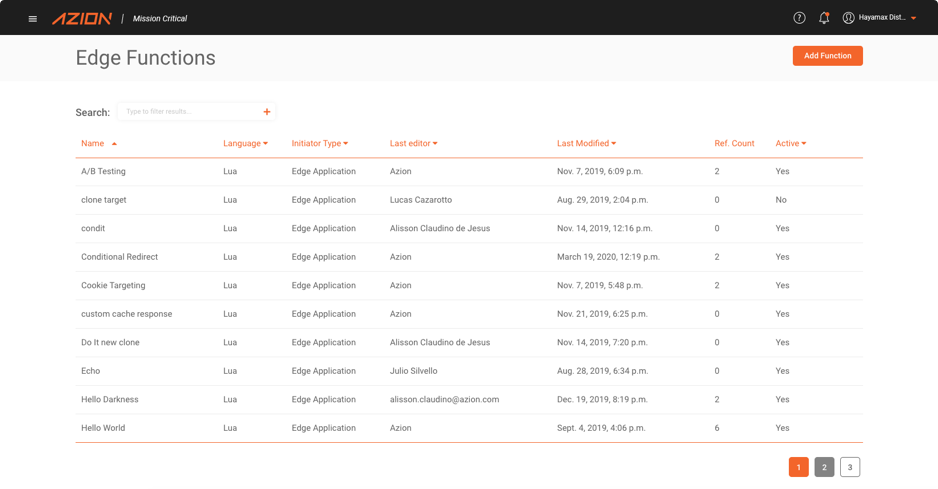 AZION | Mission Critical
? Hayamax Dist...
Edge Functions
Add Function
Search: Type to filter results... +
Name Language Initiator Type Last editor Last Modified Ref. Count Active
A/B Testing Lua Edge Application Azion Nov. 7, 2019, 6:09 p.m. 2 Yes
clone target Lua Edge Application Lucas Cazarotto Aug. 29, 2019, 2:04 p.m. 0 No
condit Lua Edge Application Alisson Claudino de Jesus Nov. 14, 2019, 12:16 p.m. 0 Yes
Conditional Redirect Lua Edge Application Azion March 19, 2020, 12:19 p.m. 2 Yes
Cookie Targeting Lua Edge Application Azion Nov. 7, 2019, 5:48 p.m. 2 Yes
custom cache response Lua Edge Application Azion Nov. 21, 2019, 6:25 p.m. 0 Yes
Do It new clone Lua Edge Application Alisson Claudino de Jesus Nov. 14, 2019, 7:20 p.m. 0 Yes
Echo Lua Edge Application Julio Silvello Aug. 28, 2019, 6:34 p.m. 0 Yes
Hello Darkness Lua Edge Application alisson.claudino@azion.com Dec. 19, 2019, 8:19 p.m. 2 Yes
Hello World Lua Edge Application Azion Sept. 4, 2019, 4:06 p.m. 6 Yes
1 2 3